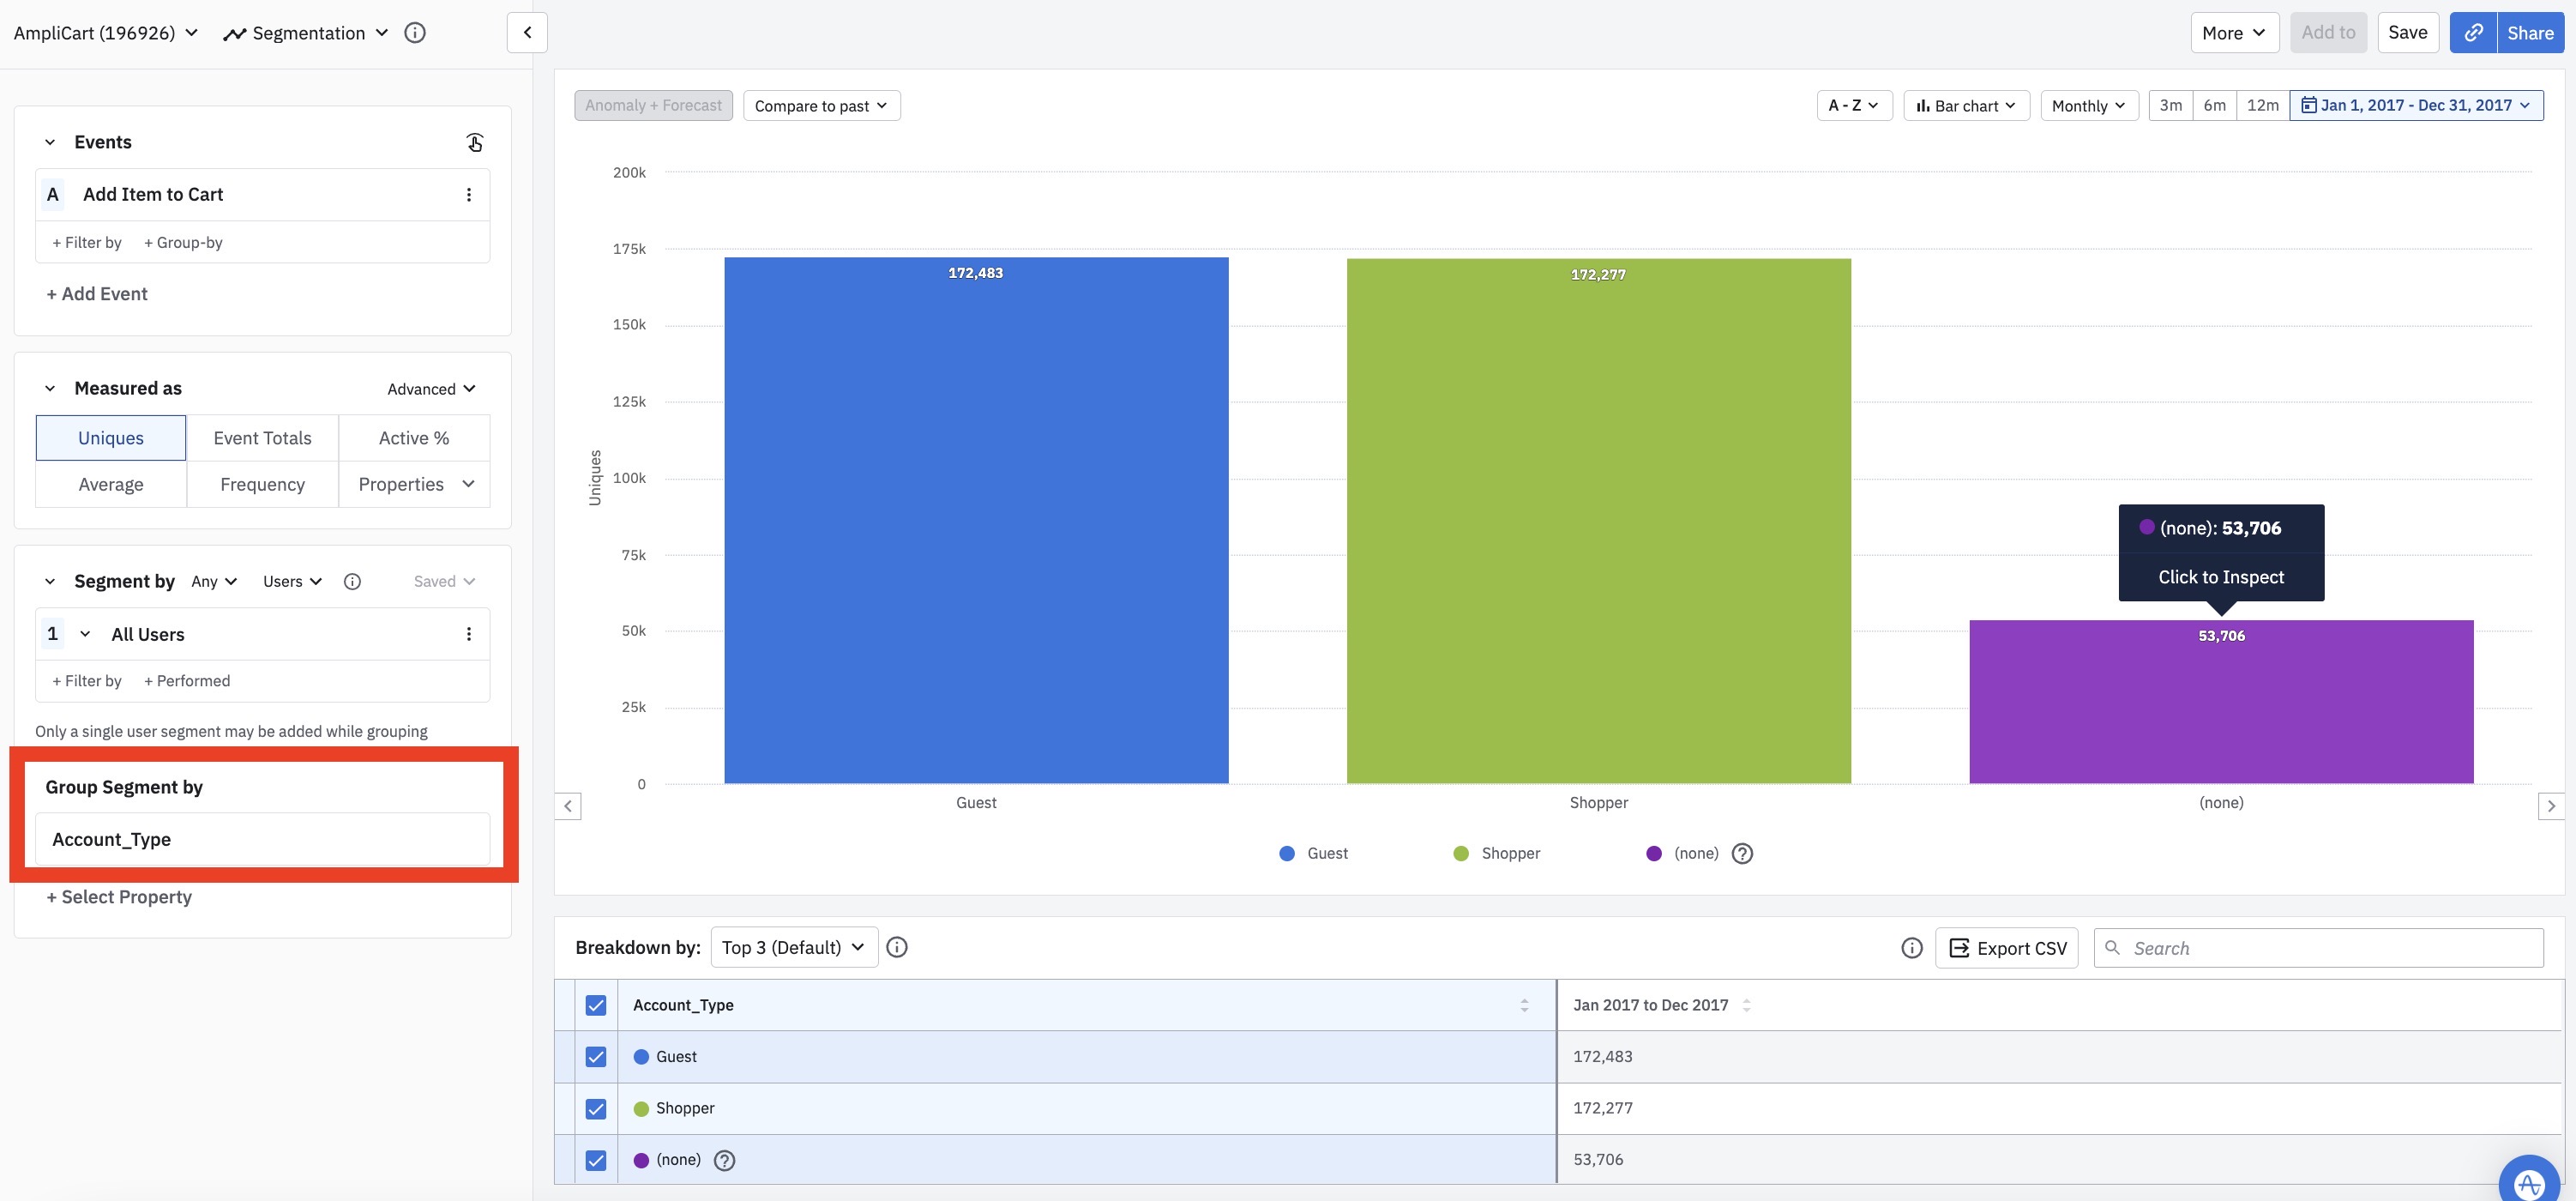 AmpliCart (196926) Segmentation
More Add to Save Share
Events
A Add Item to Cart
+ Filter by + Group-by
+ Add Event
Measured as Advanced
Uniques Event Totals Active %
Average Frequency Properties
Segment by Any Users Saved
1 All Users
+ Filter by + Performed
Only a single user segment may be added while grouping
Group Segment by
Account_Type
+ Select Property
Anomaly + Forecast Compare to past A - Z Bar chart Monthly 3m 6m 12m Jan 1, 2017 - Dec 31, 2017
200k
175k
150k
125k
100k
75k
50k
25k
0
Uniques
172,483
172,277
(none): 53,706
Click to Inspect
53,706
Guest Shopper (none)
Guest Shopper (none)
Breakdown by: Top 3 (Default) Export CSV Search
Account_Type Jan 2017 to Dec 2017
Guest 172,483
Shopper 172,277
(none) 53,706